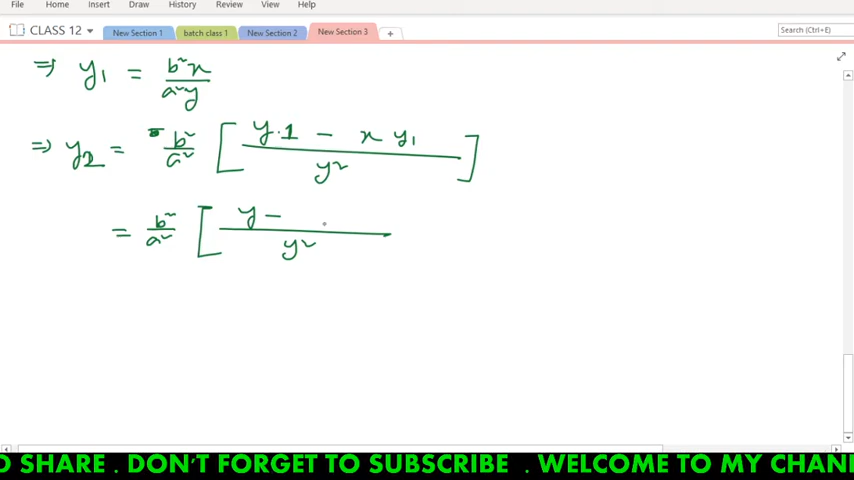 File Home Insert Draw History Review View Help
CLASS 12 New Section 1 batch class 1 New Section 2 New Section 3 + Search (Ctrl+E)
⇒ y₁ = b²x / a²y
⇒ y₂ = b²/a² [ (y·1 − x y₁) / y² ]
= b²/a² [ (y − ) / y²
O SHARE . DON'T FORGET TO SUBSCRIBE . WELCOME TO MY CHAN